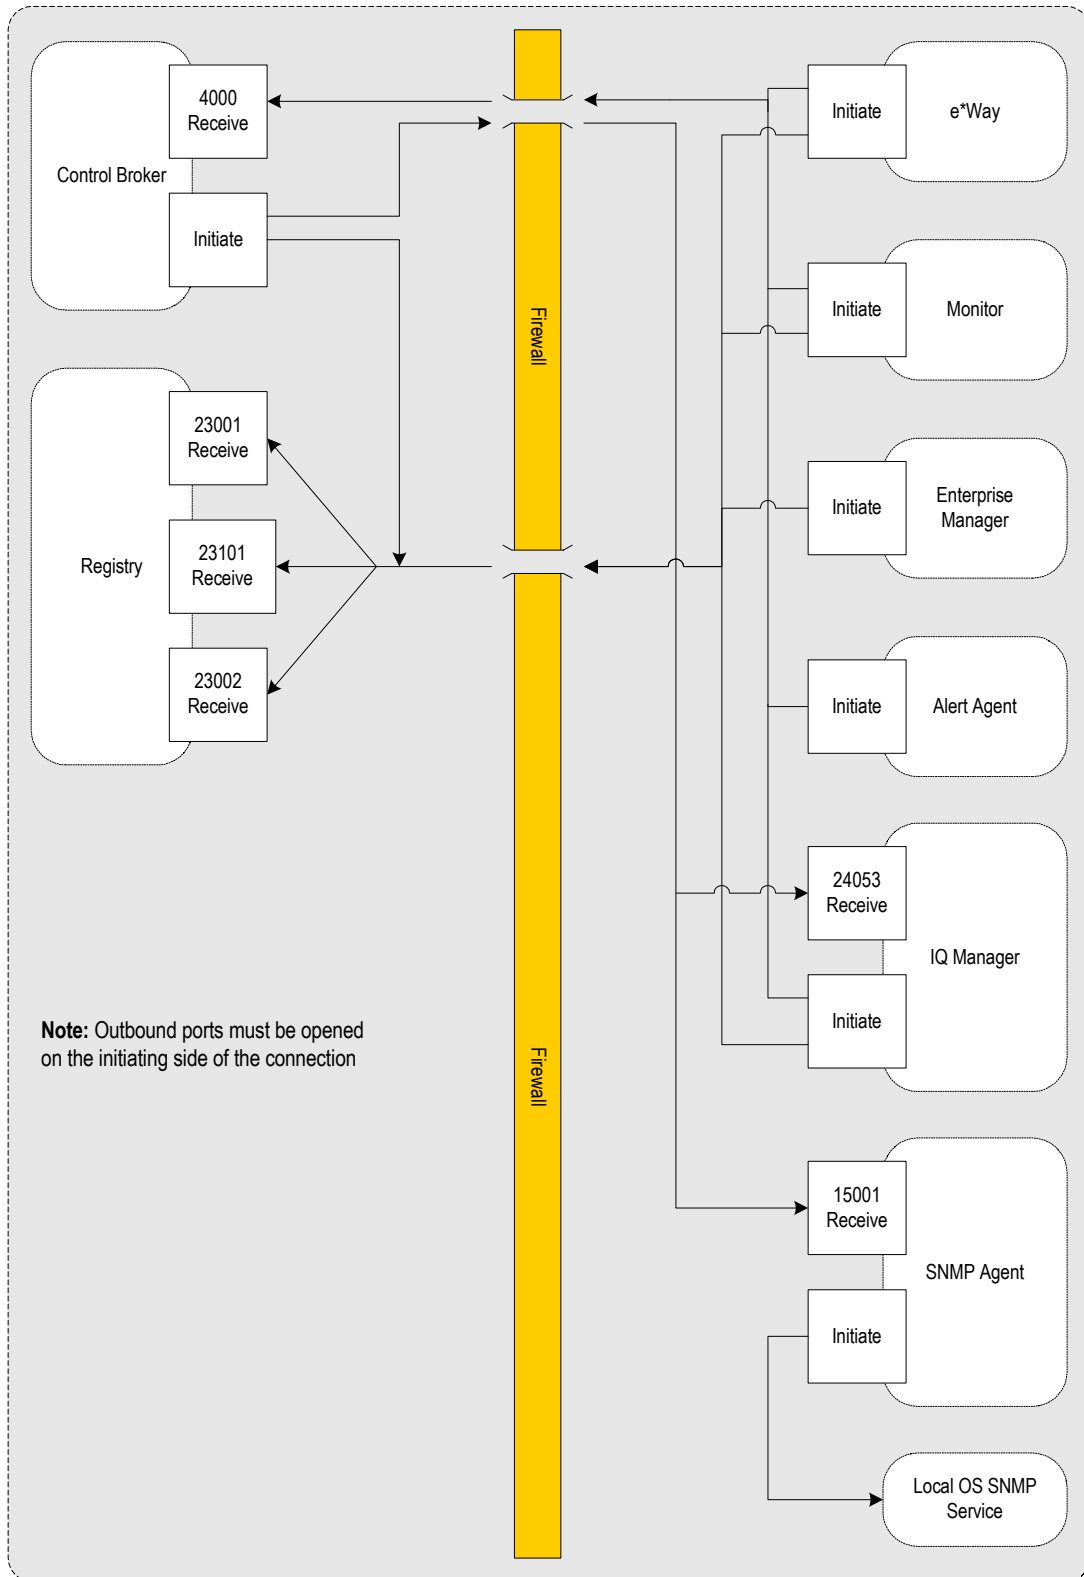 4000
Receive
Control Broker
Initiate
23001
Receive
23101
Receive
Registry
23002
Receive
Note: Outbound ports must be opened
on the initiating side of the connection
Firewall
Firewall
Initiate
e*Way
Initiate
Monitor
Initiate
Enterprise
Manager
Initiate
Alert Agent
24053
Receive
IQ Manager
Initiate
15001
Receive
SNMP Agent
Initiate
Local OS SNMP
Service